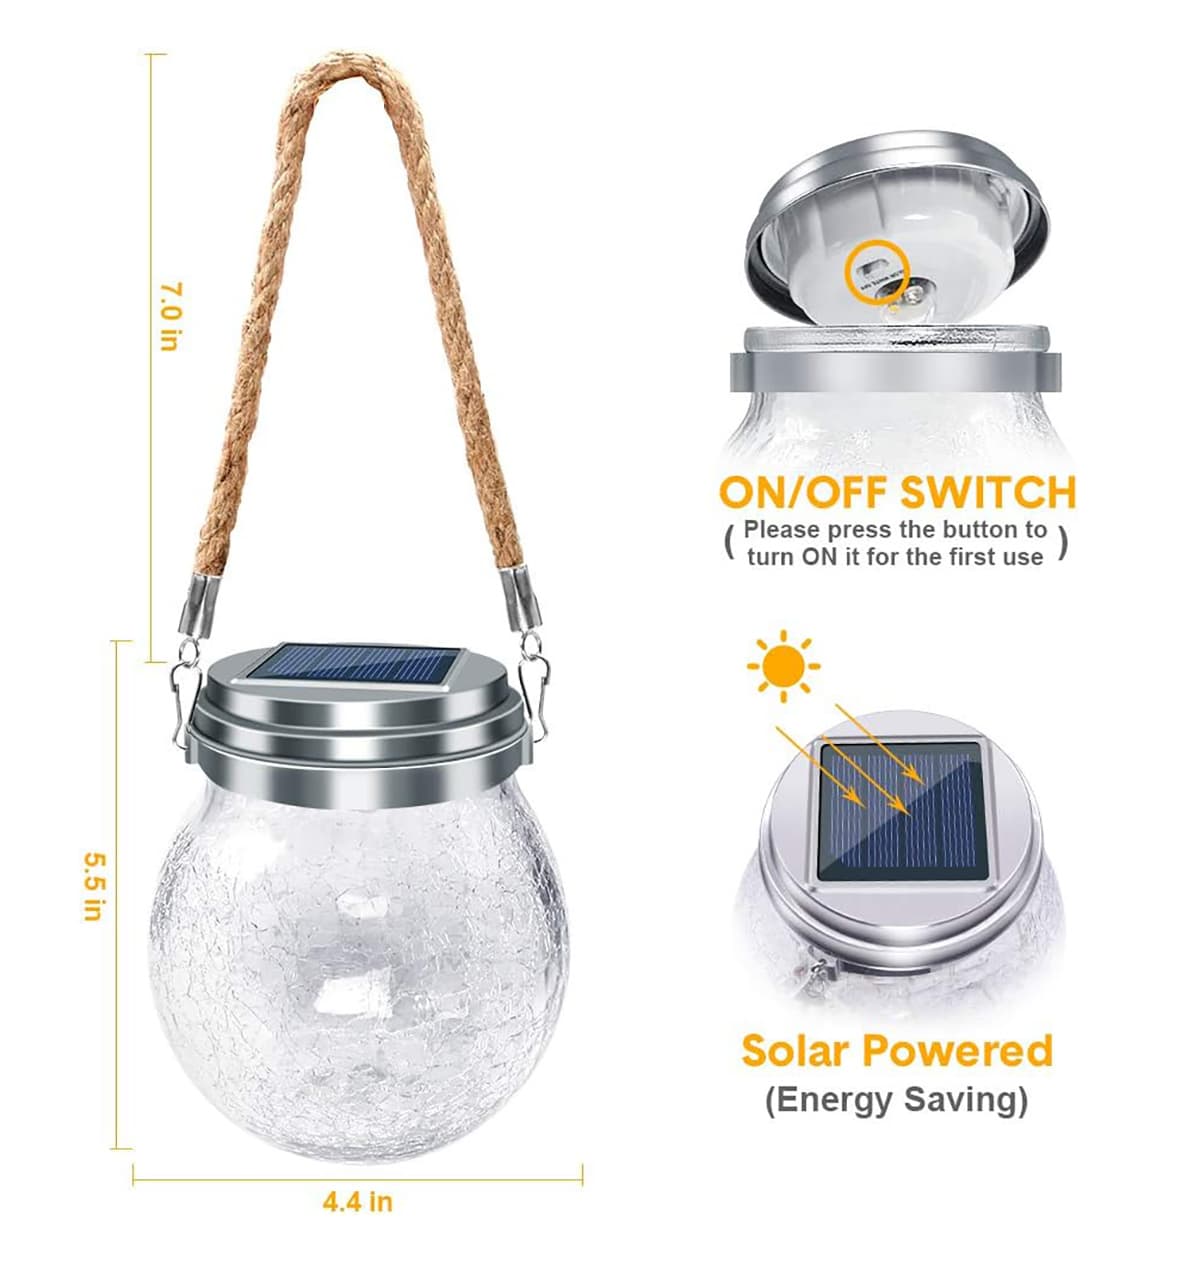 7.0 in
5.5 in
4.4 in
ON/OFF SWITCH
( Please press the button to
turn ON it for the first use )
Solar Powered
(Energy Saving)